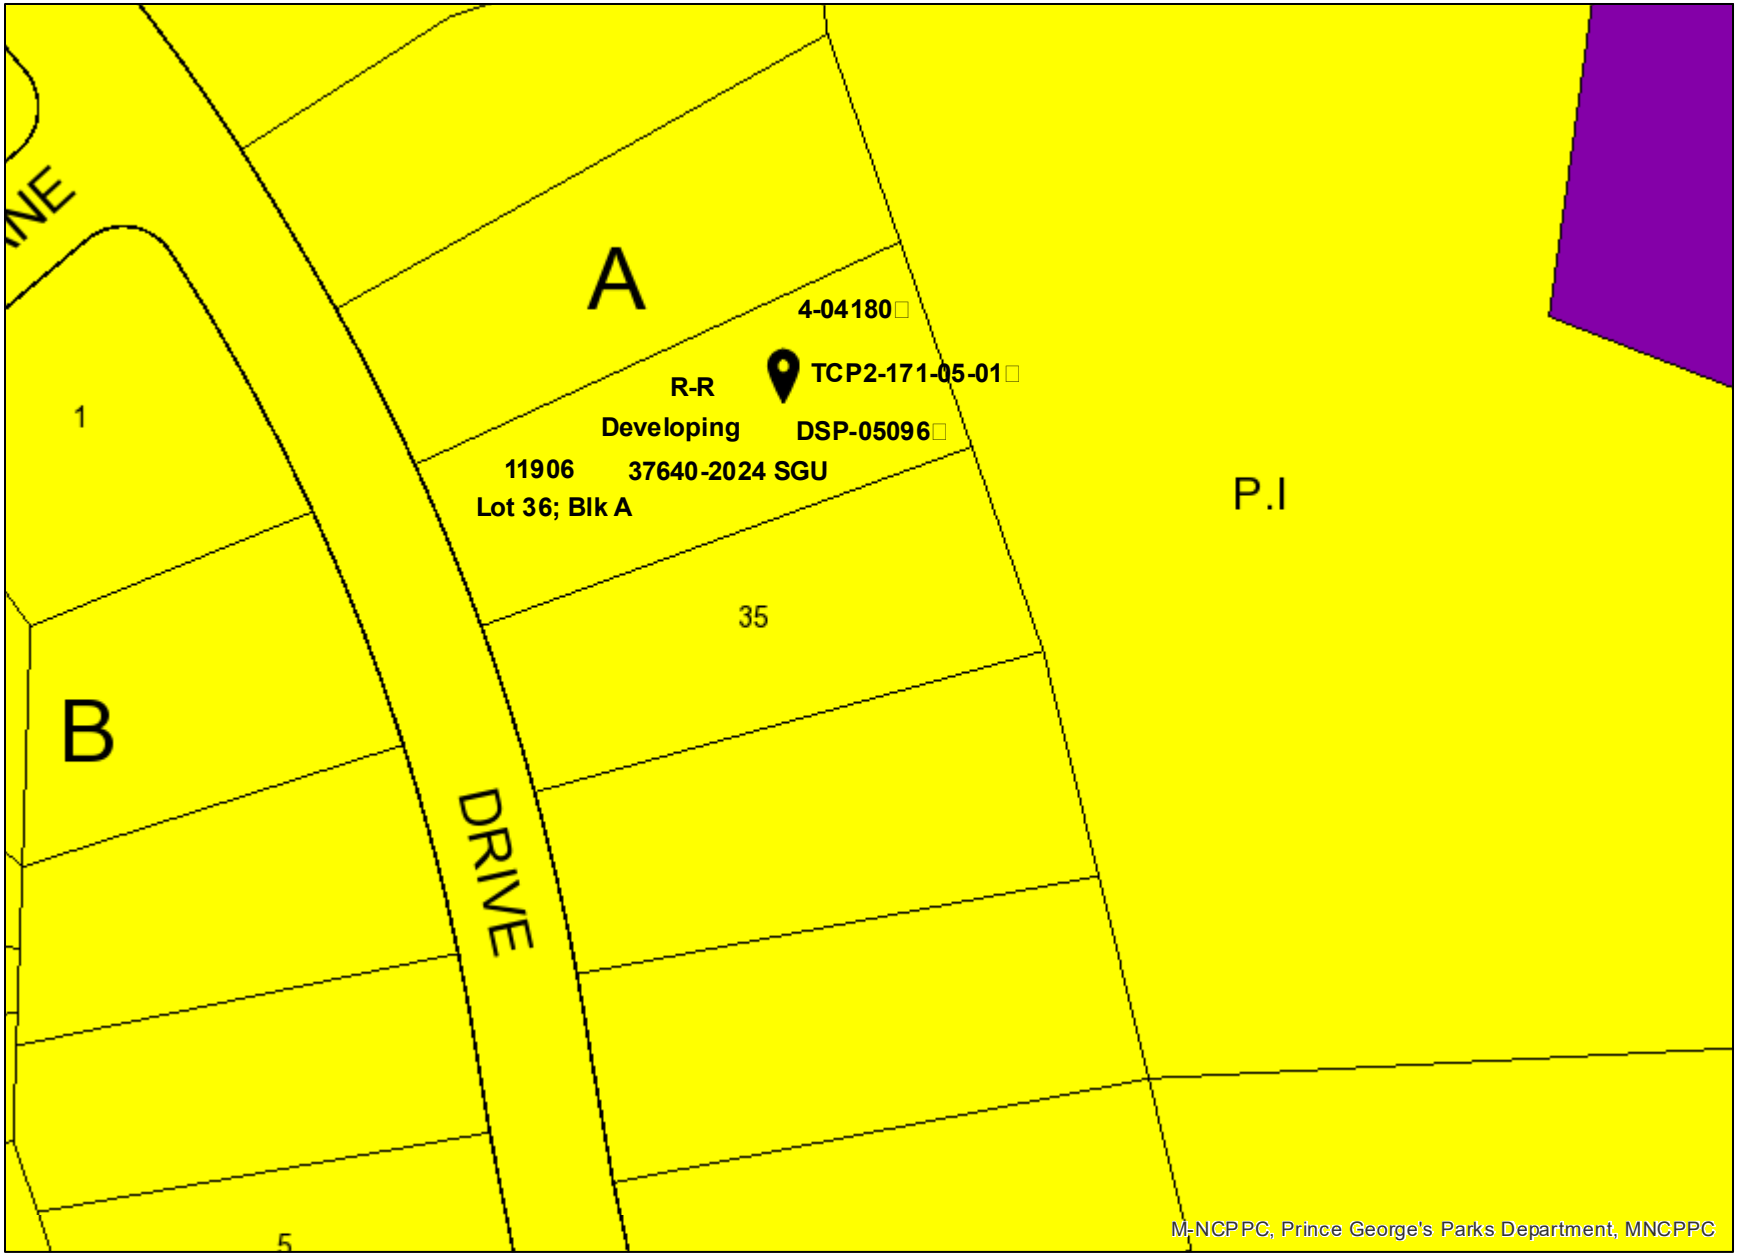 NE
A
4-04180
TCP2-171-05-01
R-R
Developing
DSP-05096
1
11906
37640-2024 SGU
Lot 36; Blk A
P.I
35
B
DRIVE
5
M-NCPPC, Prince George's Parks Department, MNCPPC